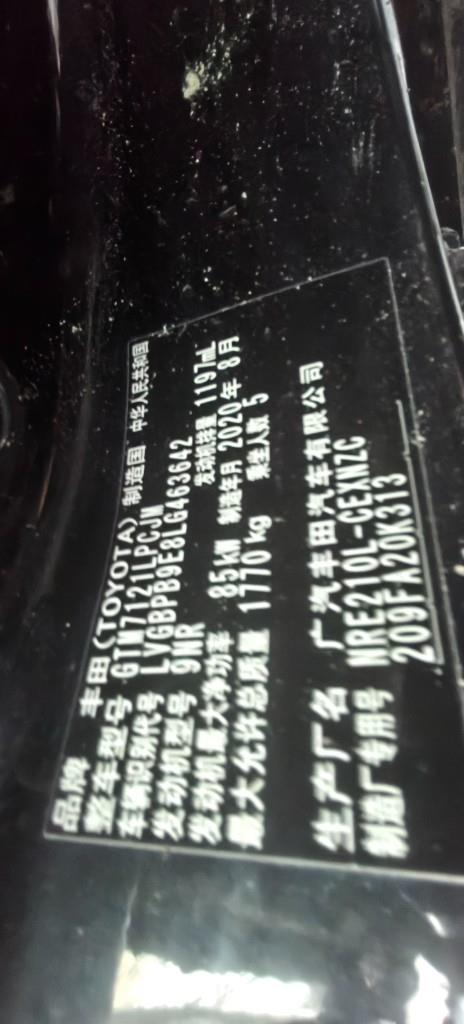 品牌 丰田(TOYOTA) 制造国 中华人民共和国
整车型号 GTM7121LPCJM
车辆识别代号 LVGBPB9E8LG463642
发动机型号 9NR 发动机排量 1197mL
发动机最大净功率 85kW 制造年月 2020年 8月
最大允许总质量 1770kg 乘坐人数 5
生产厂名 广汽丰田汽车有限公司
NRE210L-CEXNZC
制造厂专用号 209FA20K313